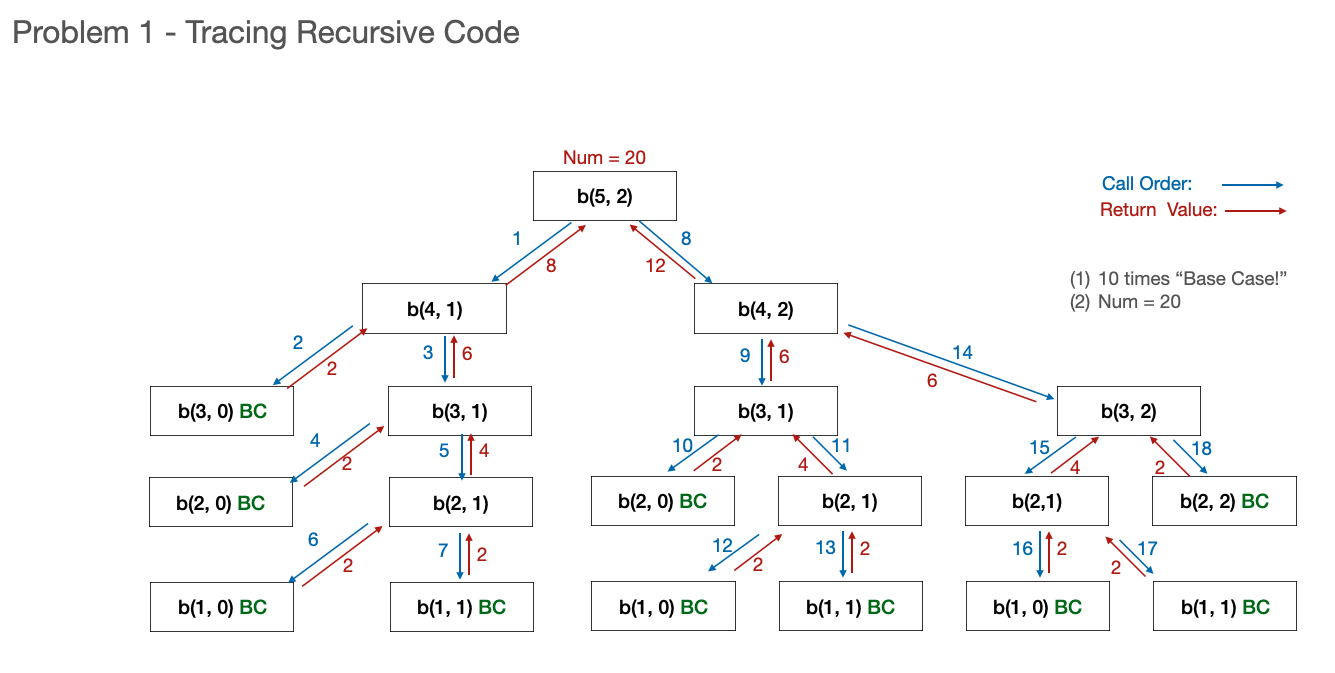 Problem 1 - Tracing Recursive Code
Num = 20
b(5, 2)
Call Order:
Return Value:
1
8
8
12
(1) 10 times “Base Case!”
(2) Num = 20
b(4, 1)
b(4, 2)
2
2
3
6
9
6
14
6
b(3, 0) BC
b(3, 1)
b(3, 1)
b(3, 2)
4
2
5
4
10
2
4
11
15
4
2
18
b(2, 0) BC
b(2, 1)
b(2, 0) BC
b(2, 1)
b(2,1)
b(2, 2) BC
6
2
7
2
12
2
13
2
16
2
2
17
b(1, 0) BC
b(1, 1) BC
b(1, 0) BC
b(1, 1) BC
b(1, 0) BC
b(1, 1) BC